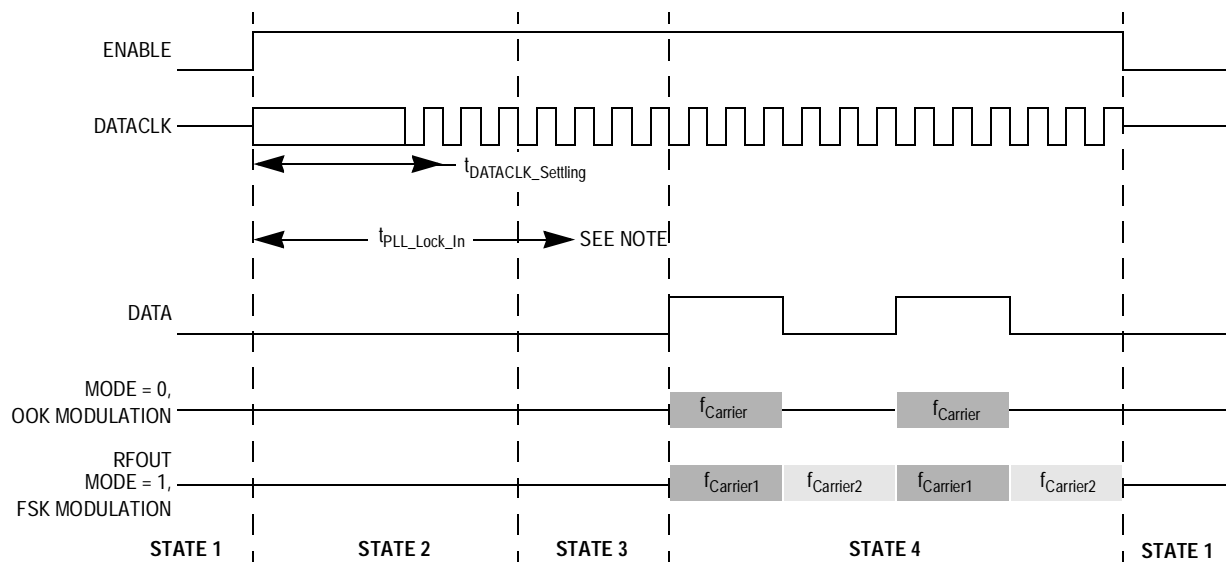 ENABLE
DATACLK
tDATACLK_Settling
tPLL_Lock_In
SEE NOTE
DATA
MODE = 0,
OOK MODULATION
fCarrier
fCarrier
RFOUT
MODE = 1,
FSK MODULATION
fCarrier1
fCarrier2
fCarrier1
fCarrier2
STATE 1
STATE 2
STATE 3
STATE 4
STATE 1